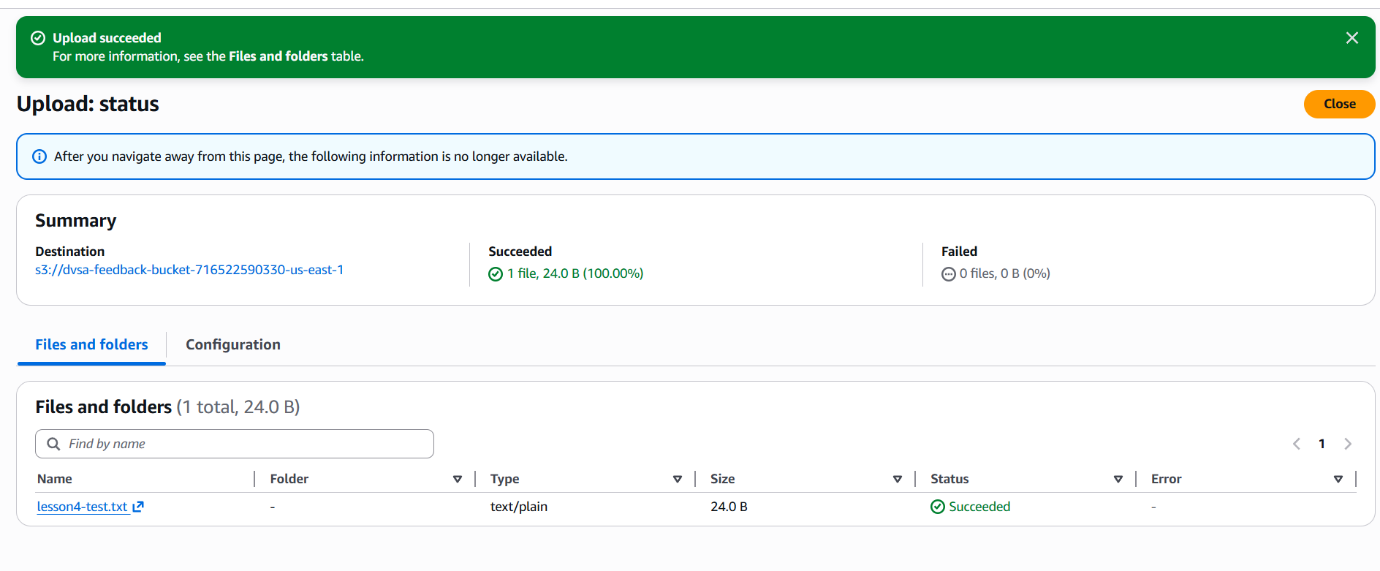 Upload succeeded
For more information, see the Files and folders table.
Upload: status
Close
After you navigate away from this page, the following information is no longer available.
Summary
Destination
s3://dvsa-feedback-bucket-716522590330-us-east-1
Succeeded
1 file, 24.0 B (100.00%)
Failed
0 files, 0 B (0%)
Files and folders
Configuration
Files and folders (1 total, 24.0 B)
Find by name
1
Name Folder Type Size Status Error
lesson4-test.txt - text/plain 24.0 B Succeeded -